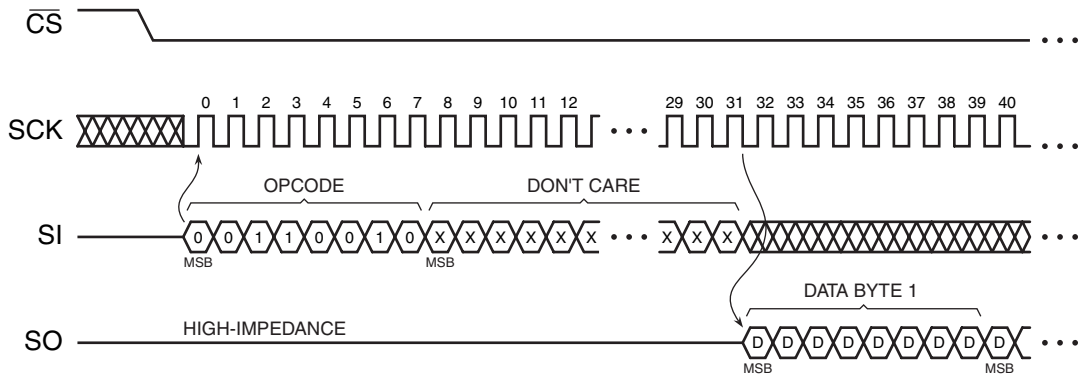 CS
0 1 2 3 4 5 6 7 8 9 10 11 12 29 30 31 32 33 34 35 36 37 38 39 40
SCK
OPCODE DON'T CARE
SI 0 0 1 1 0 0 1 0 X X X X X X X X X
MSB MSB
DATA BYTE 1
HIGH-IMPEDANCE
SO D D D D D D D D D
MSB MSB